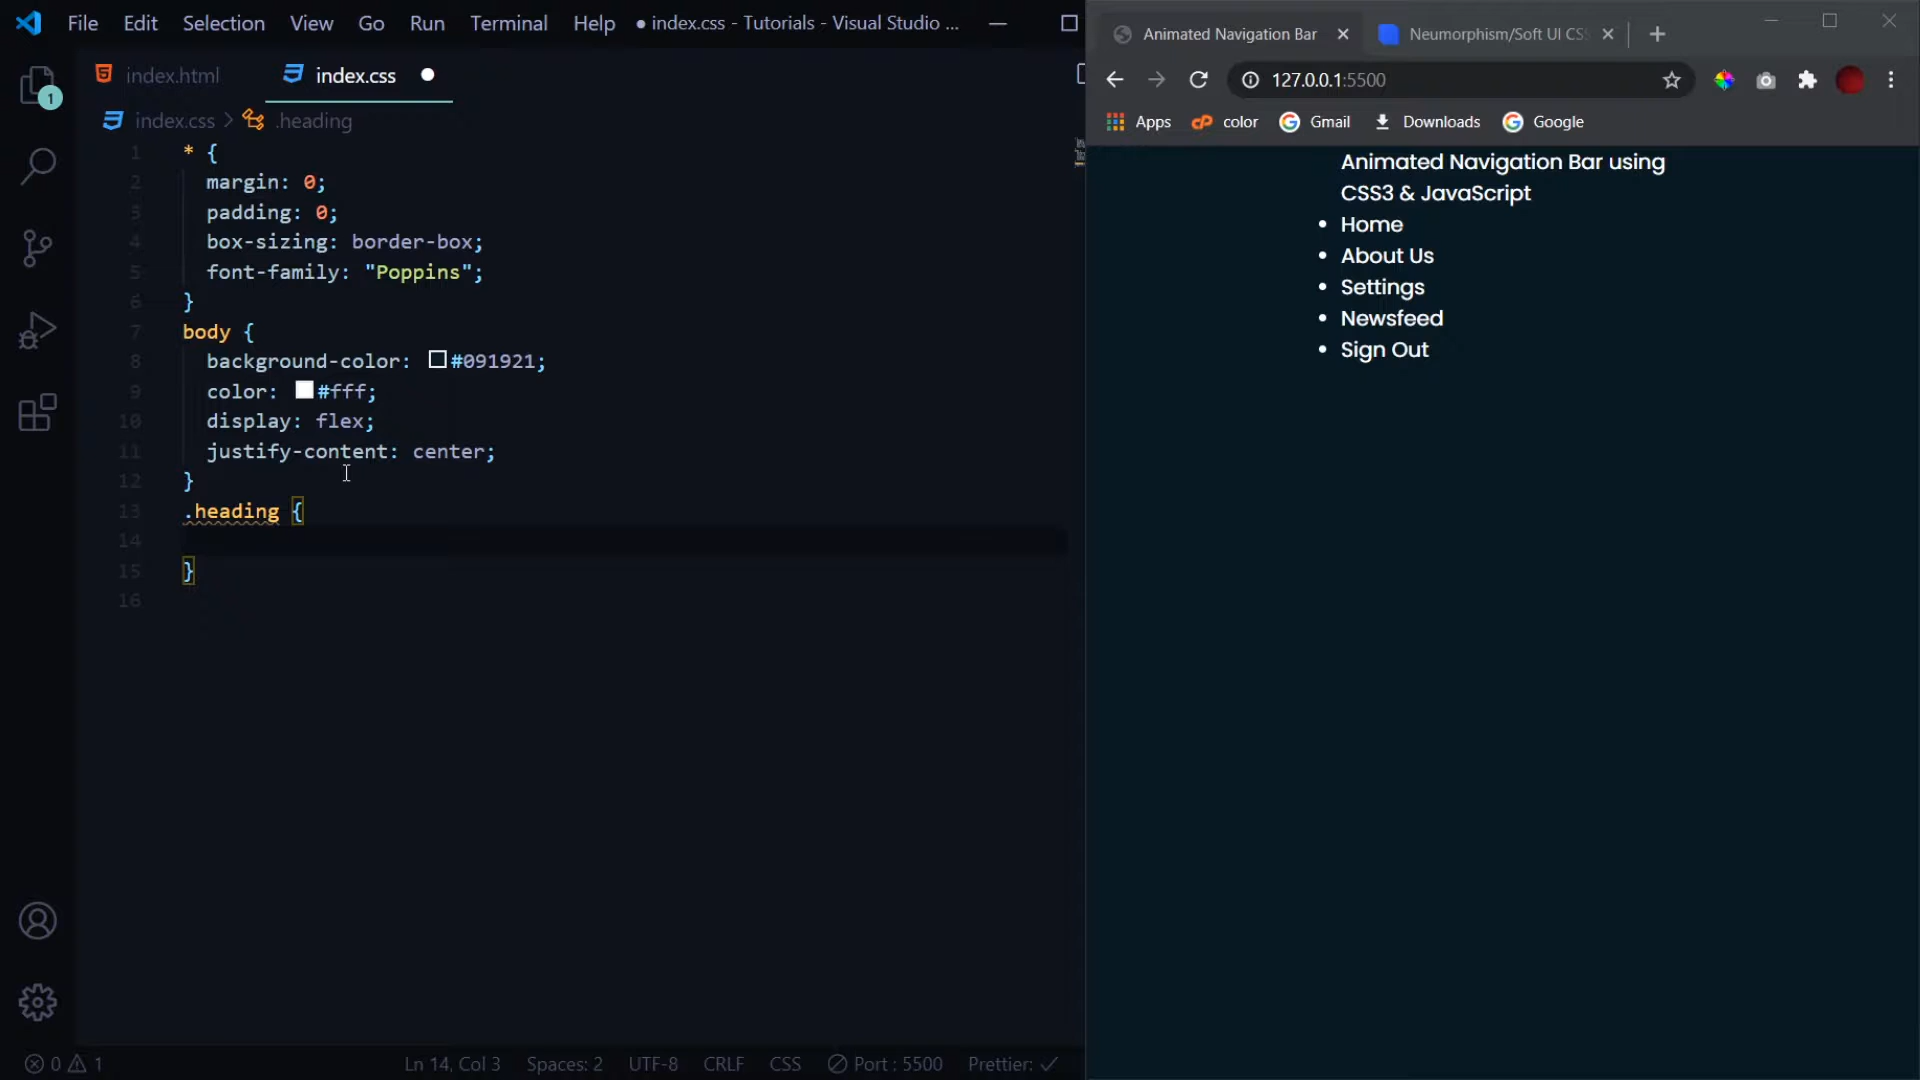 File Edit Selection View Go Run Terminal Help ● index.css - Tutorials - Visual Studio ...
index.html index.css
index.css > .heading
1 * {
2 margin: 0;
3 padding: 0;
4 box-sizing: border-box;
5 font-family: "Poppins";
6 }
7 body {
8 background-color: #091921;
9 color: #fff;
10 display: flex;
11 justify-content: center;
12 }
13 .heading {
14
15 }
16
1
0 1 Ln 14, Col 3 Spaces: 2 UTF-8 CRLF CSS Port : 5500 Prettier: ✓
Animated Navigation Bar Neumorphism/Soft UI CSS
127.0.0.1:5500
Apps color Gmail Downloads Google
Animated Navigation Bar using
CSS3 & JavaScript
• Home
• About Us
• Settings
• Newsfeed
• Sign Out